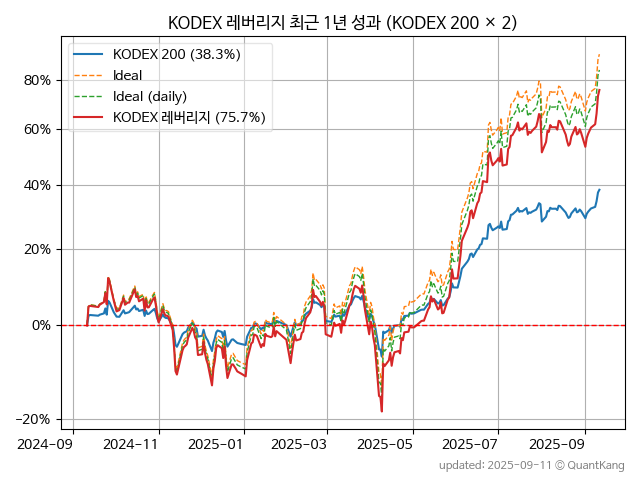 KODEX 레버리지 최근 1년 성과 (KODEX 200 × 2)
KODEX 200 (38.3%)
Ideal
Ideal (daily)
KODEX 레버리지 (75.7%)
80%
60%
40%
20%
0%
−20%
2024-09 2024-11 2025-01 2025-03 2025-05 2025-07 2025-09
updated: 2025-09-11 © QuantKang